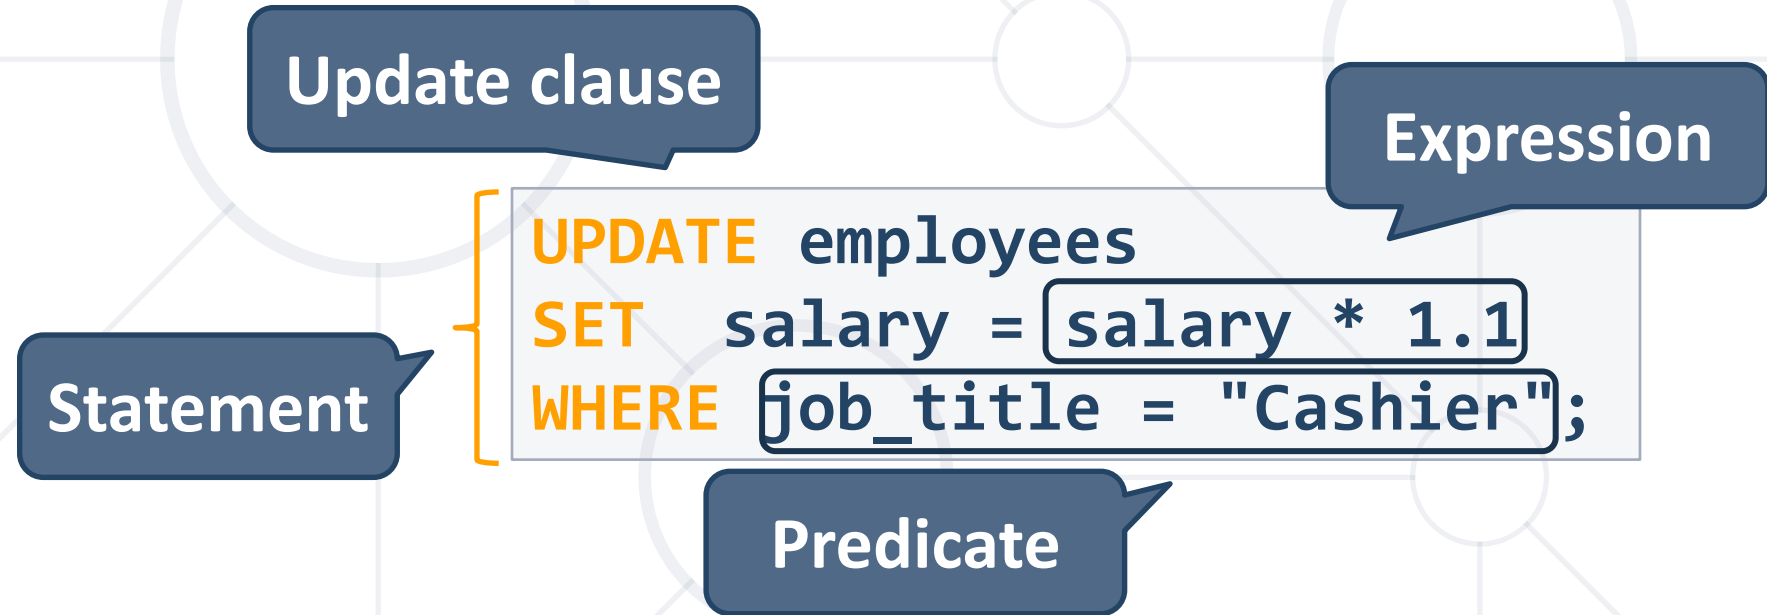 Update clause
Expression
UPDATE employees
SET salary = salary * 1.1
WHERE job_title = "Cashier";
Statement
Predicate